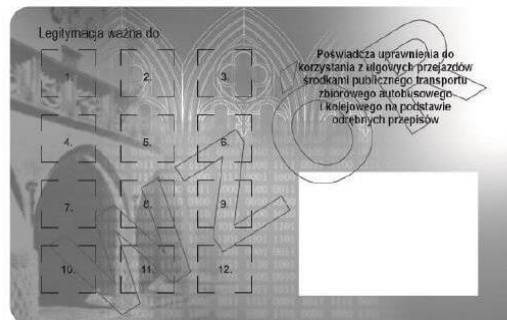 Legitymacja ważna do
1. 2. 3.
4. 5. 6.
7. 8. 9.
10. 11. 12.
Poświadcza uprawnienia do
korzystania z ulgowych przejazdów
środkami publicznego transportu
zbiorowego autobusowego
i kolejowego na podstawie
odrębnych przepisów
WZÓR